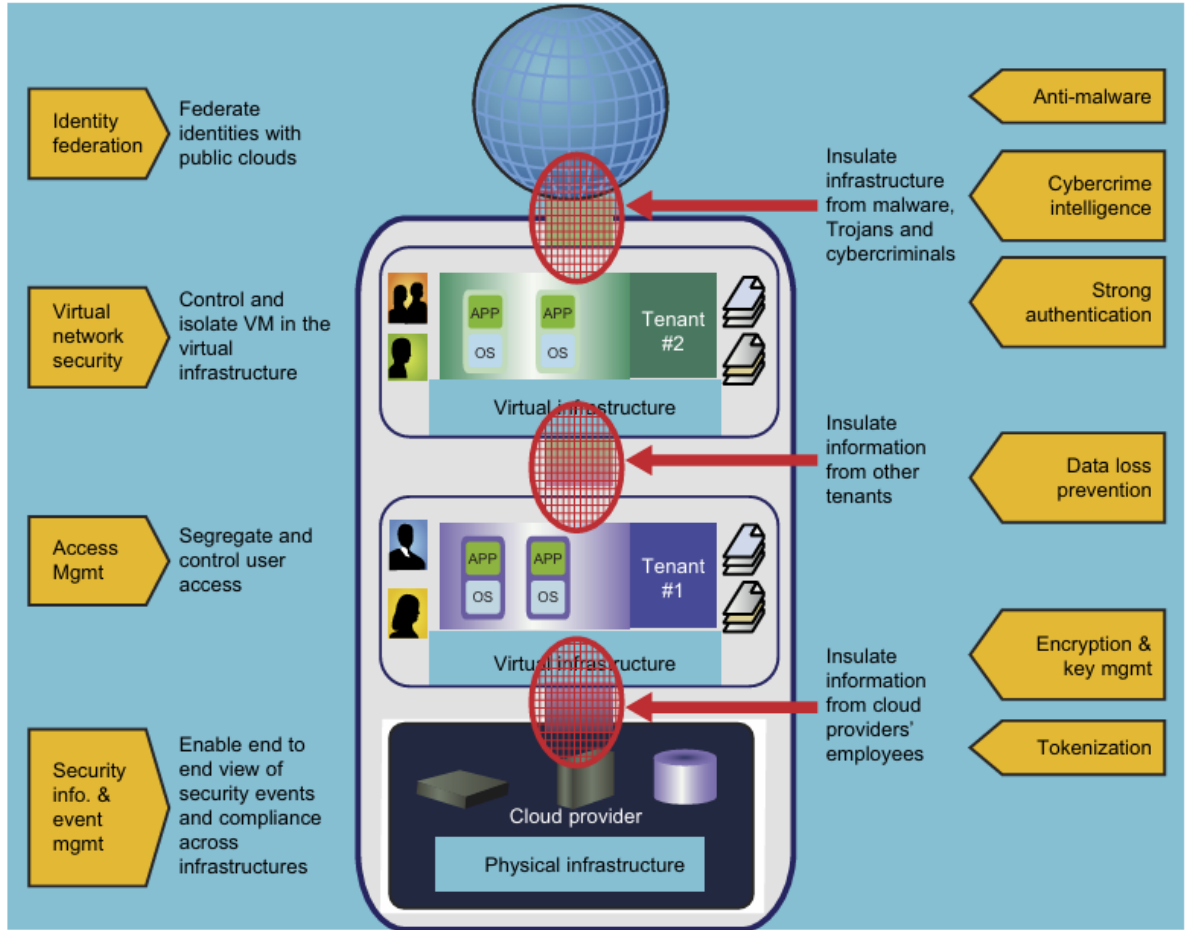 Identity
federation
Federate
identities with
public clouds
Virtual
network
security
Control and
isolate VM in the
virtual
infrastructure
Access
Mgmt
Segregate and
control user
access
Security
info. &
event
mgmt
Enable end to
end view of
security events
and compliance
across
infrastructures
APP
APP
OS
OS
Tenant
#2
Virtual infrastructure
APP
APP
OS
OS
Tenant
#1
Virtual infrastructure
Cloud provider
Physical infrastructure
Insulate
infrastructure
from malware,
Trojans and
cybercriminals
Insulate
information
from other
tenants
Insulate
information
from cloud
providers’
employees
Anti-malware
Cybercrime
intelligence
Strong
authentication
Data loss
prevention
Encryption &
key mgmt
Tokenization